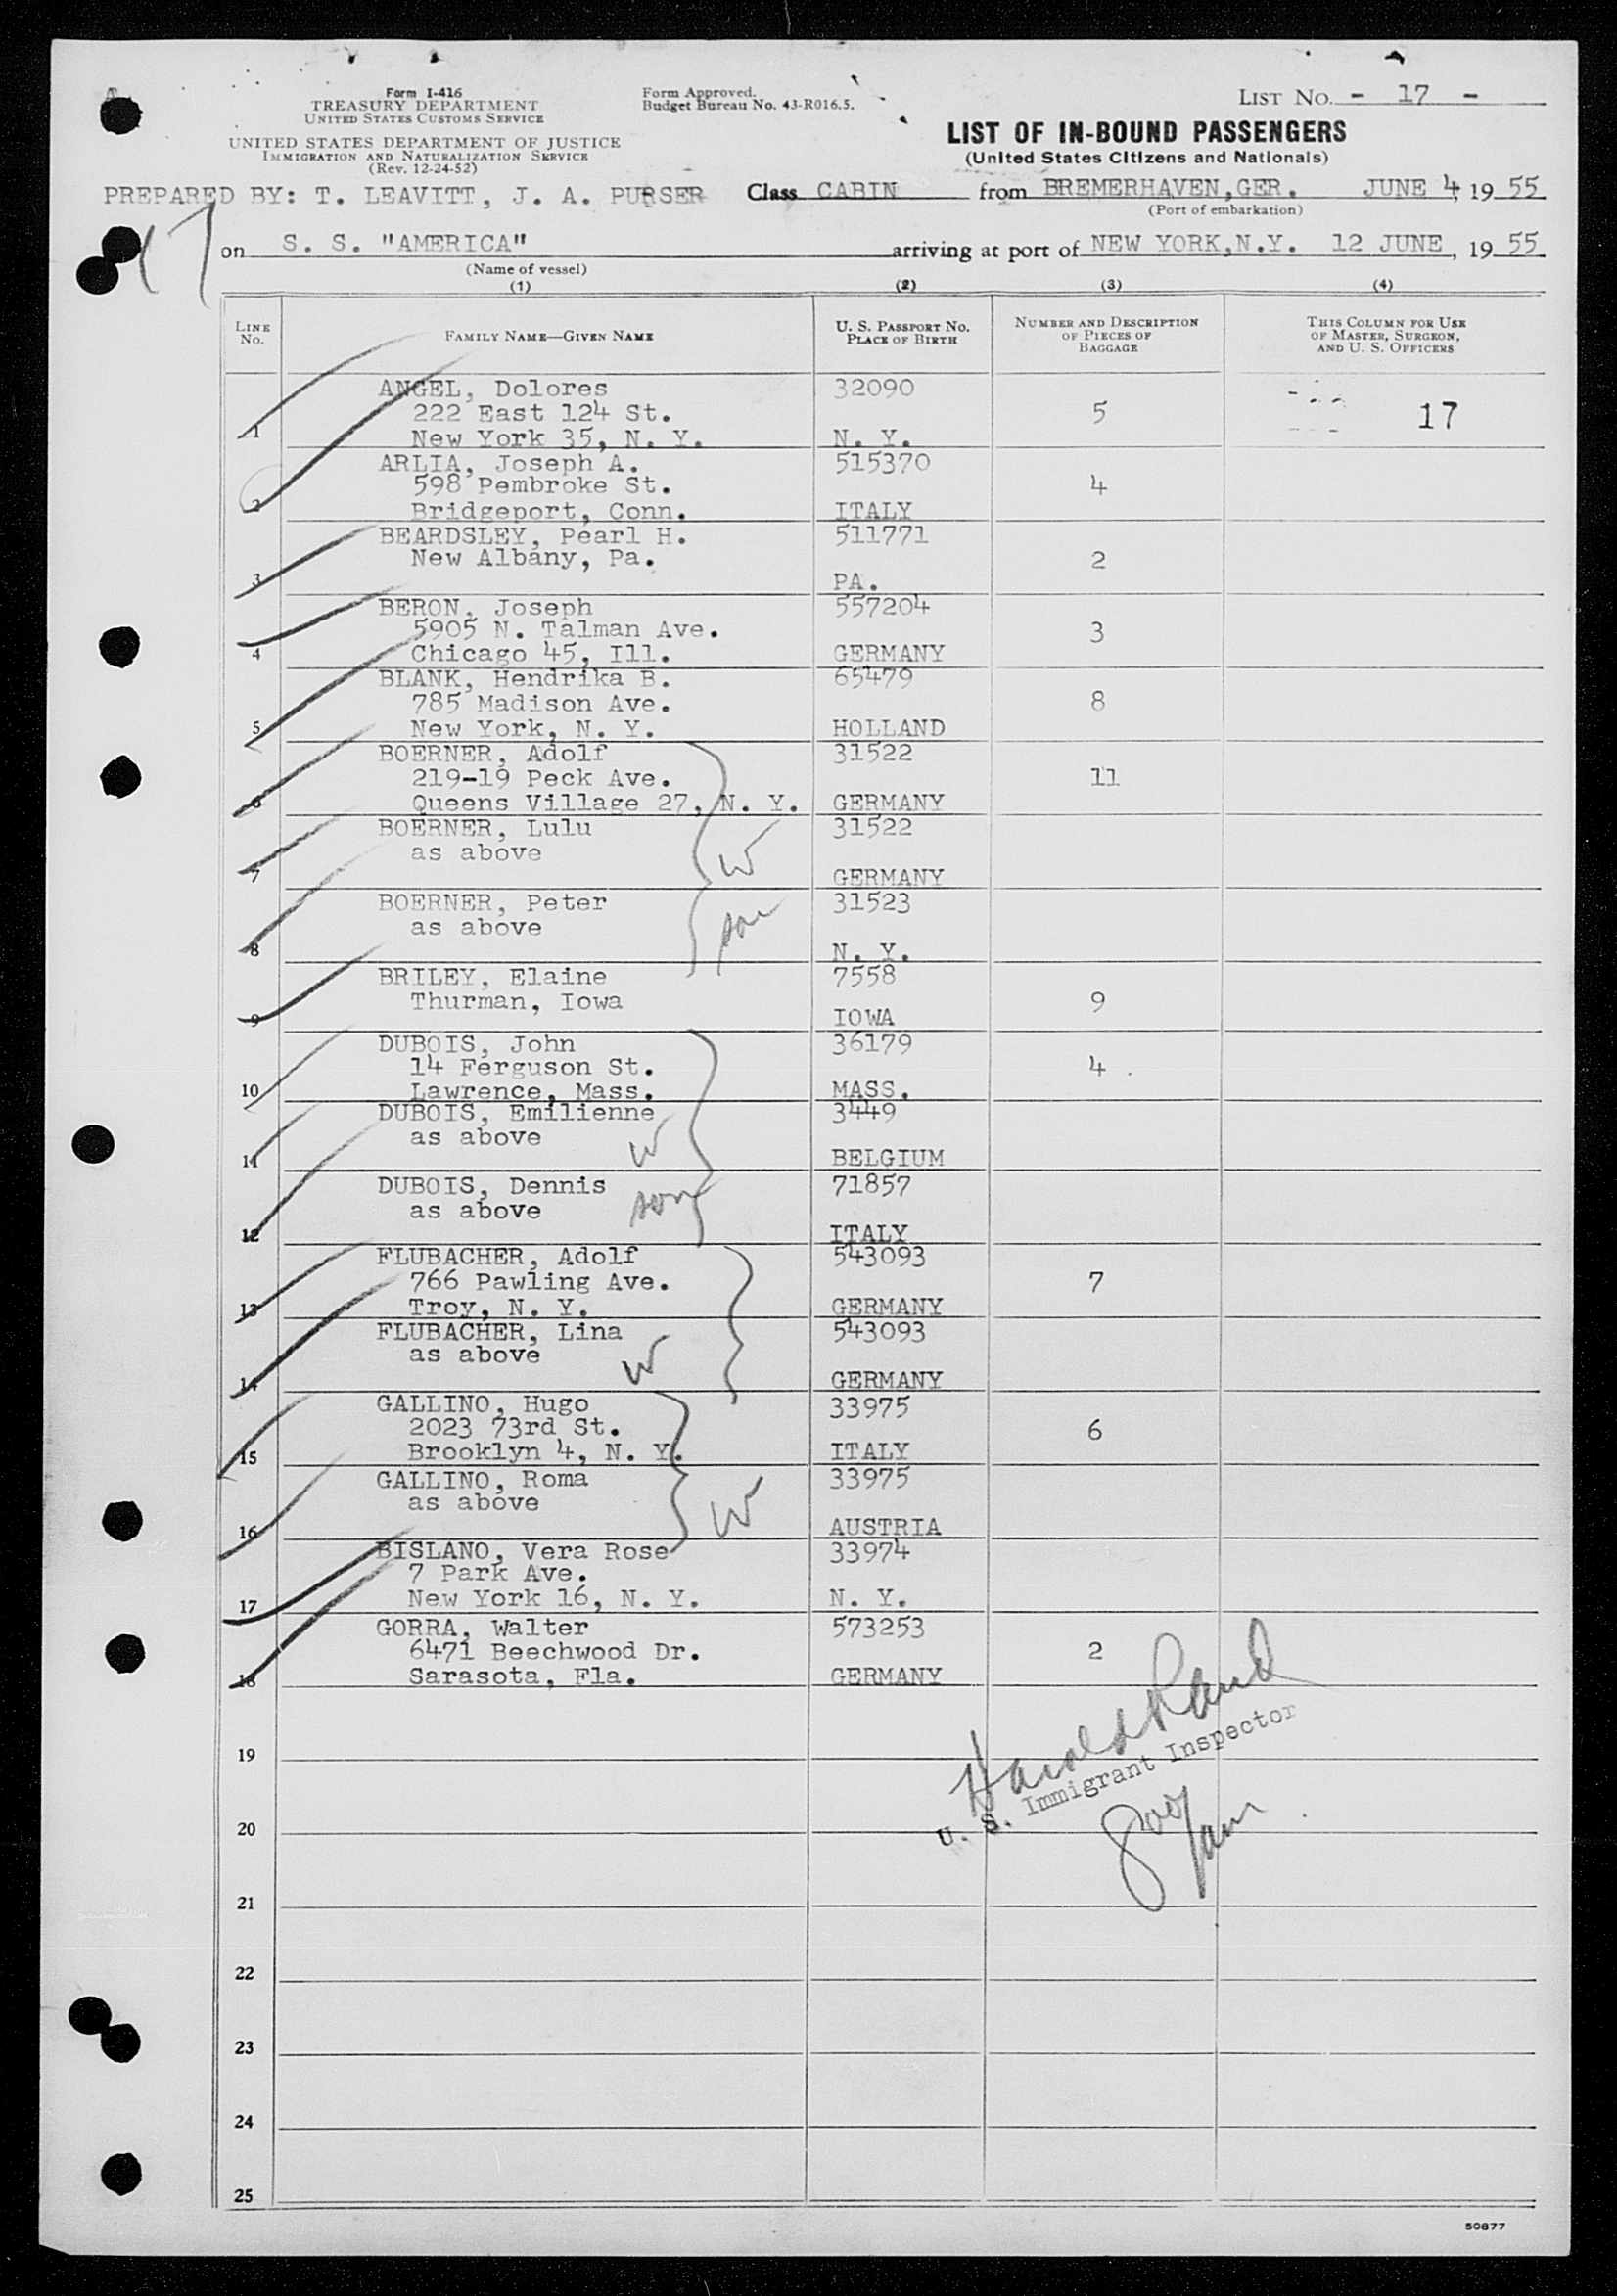 Form I-416
TREASURY DEPARTMENT
UNITED STATES CUSTOMS SERVICE
UNITED STATES DEPARTMENT OF JUSTICE
IMMIGRATION AND NATURALIZATION SERVICE
(Rev. 12-24-52)
Form Approved.
Budget Bureau No. 43-R016.5.
LIST NO. - 17 -
LIST OF IN-BOUND PASSENGERS
(United States Citizens and Nationals)
PREPARED BY: T. LEAVITT, J. A. PURSER Class CABIN from BREMERHAVEN,GER. JUNE 4, 19 55
(Port of embarkation)
17
on S. S. "AMERICA" arriving at port of NEW YORK,N.Y. 12 JUNE, 19 55
(Name of vessel)
(1) (2) (3) (4)
LINE No. FAMILY NAME—GIVEN NAME U. S. PASSPORT NO. PLACE OF BIRTH NUMBER AND DESCRIPTION OF PIECES OF BAGGAGE THIS COLUMN FOR USE OF MASTER, SURGEON, AND U. S. OFFICERS
ANGEL, Dolores 32090
222 East 124 St. 5 17
1 New York 35, N. Y. N. Y.
ARLIA, Joseph A. 515370
598 Pembroke St. 4
2 Bridgeport, Conn. ITALY
BEARDSLEY, Pearl H. 511771
New Albany, Pa. 2
3 PA.
BERON, Joseph 557204
5905 N. Talman Ave. 3
4 Chicago 45, Ill. GERMANY
BLANK, Hendrika B. 65479
785 Madison Ave. 8
5 New York, N. Y. HOLLAND
BOERNER, Adolf 31522
219-19 Peck Ave. 11
6 Queens Village 27, N. Y. GERMANY
BOERNER, Lulu 31522
as above W
7 GERMANY
BOERNER, Peter 31523
as above son
8 N. Y.
BRILEY, Elaine 7558
Thurman, Iowa 9
9 IOWA
DUBOIS, John 36179
14 Ferguson St. 4
10 Lawrence, Mass. MASS.
DUBOIS, Emilienne 3449
as above W
11 BELGIUM
DUBOIS, Dennis 71857
as above son
12 ITALY
FLUBACHER, Adolf 543093
766 Pawling Ave. 7
13 Troy, N. Y. GERMANY
FLUBACHER, Lina 543093
as above W
14 GERMANY
GALLINO, Hugo 33975
2023 73rd St. 6
15 Brooklyn 4, N. Y. ITALY
GALLINO, Roma 33975
as above W
16 AUSTRIA
BISLANO, Vera Rose 33974
7 Park Ave.
17 New York 16, N. Y. N. Y.
GORRA, Walter 573253
6471 Beechwood Dr. 2
18 Sarasota, Fla. GERMANY
Harold Rand
U. S. Immigrant Inspector
19
20
21
22
23
24
25
50877